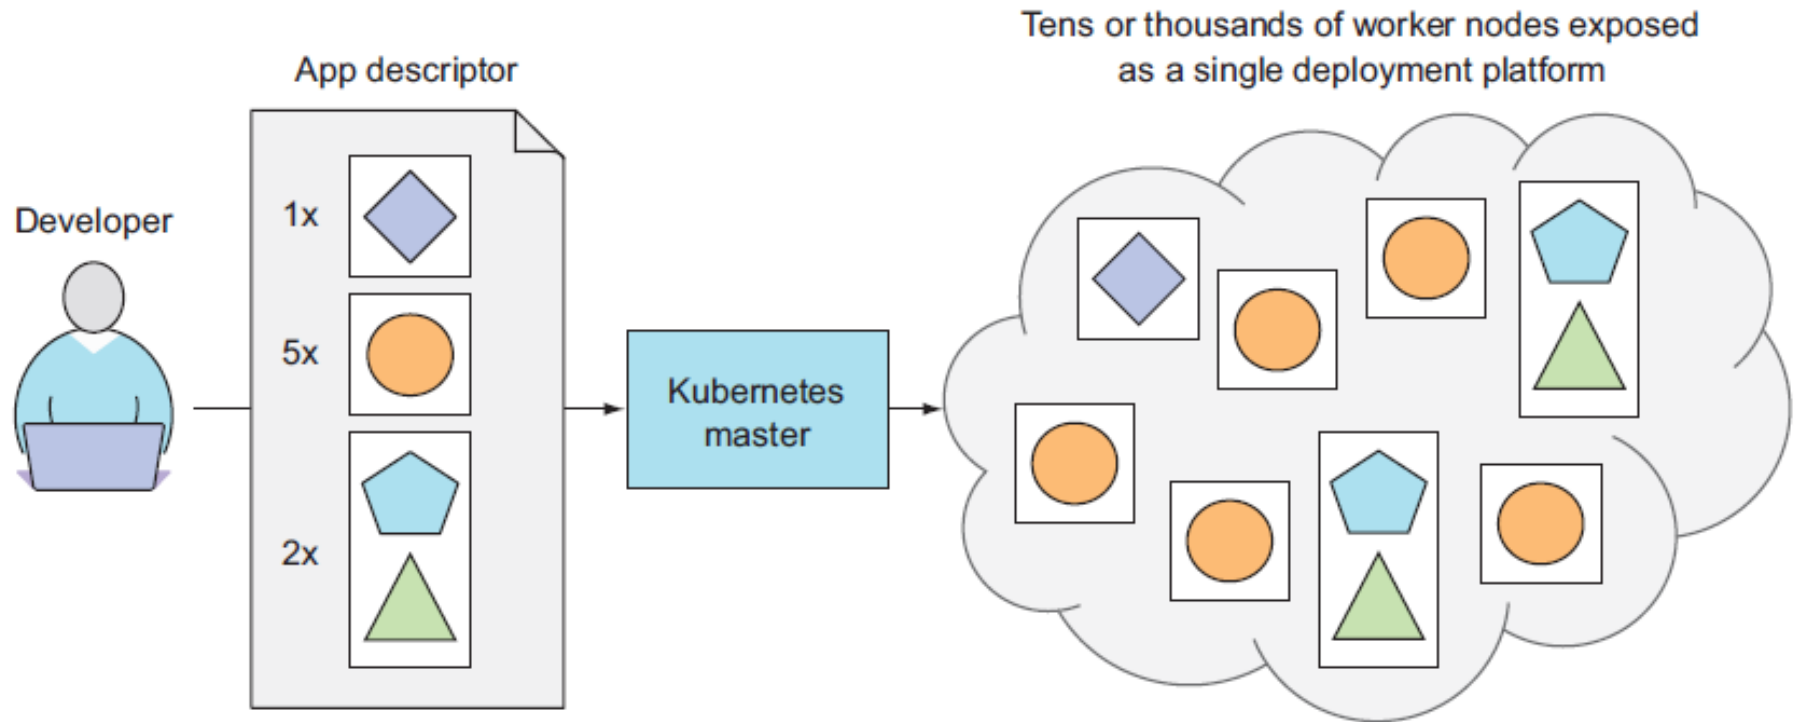 Tens or thousands of worker nodes exposed
as a single deployment platform
App descriptor
Developer
1x
5x
2x
Kubernetes
master